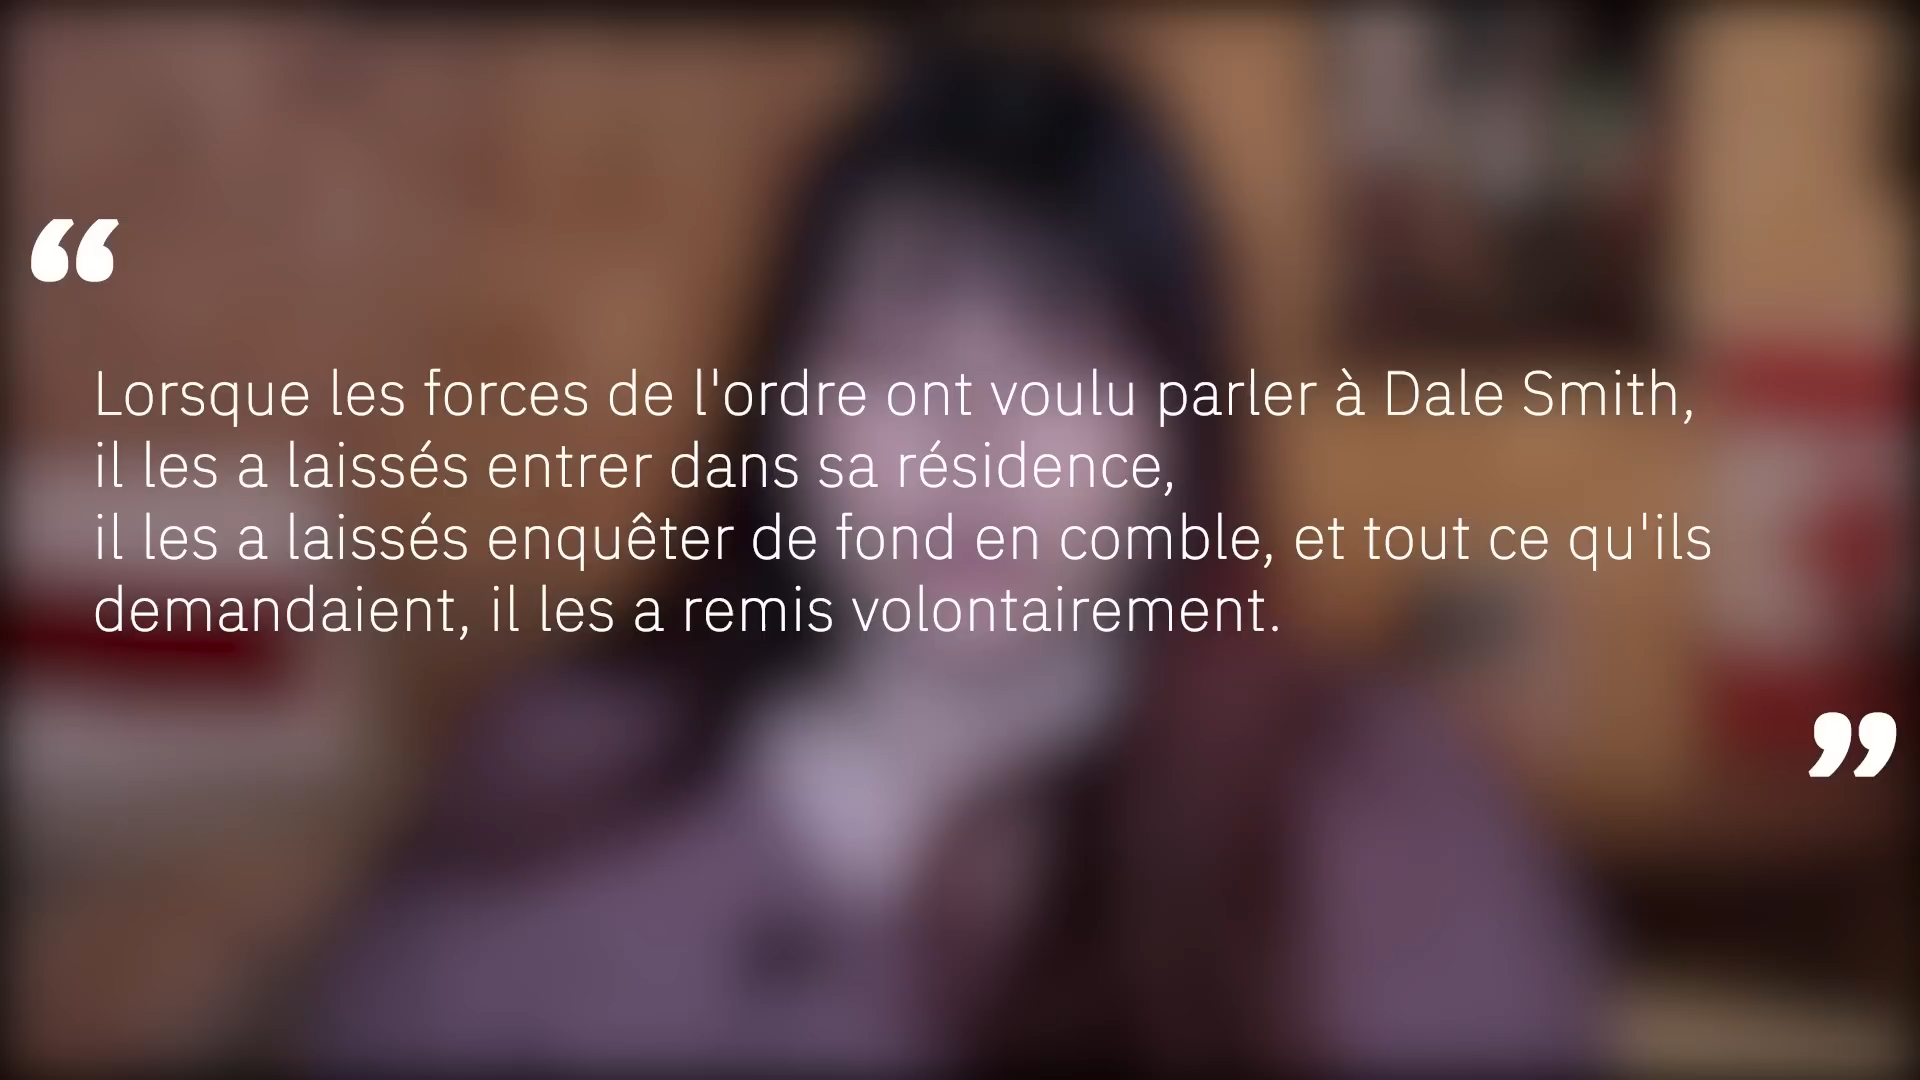 “
Lorsque les forces de l'ordre ont voulu parler à Dale Smith,
il les a laissés entrer dans sa résidence,
il les a laissés enquêter de fond en comble, et tout ce qu'ils
demandaient, il les a remis volontairement.
”